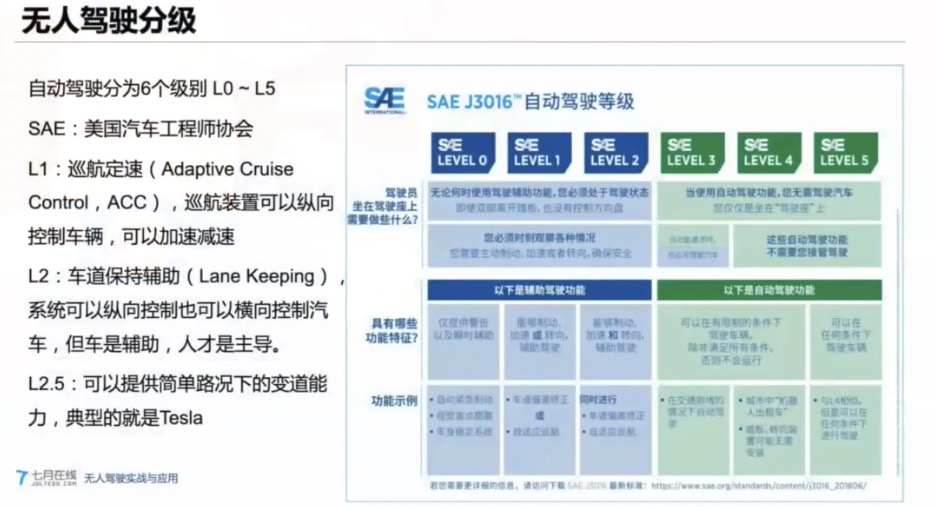 无人驾驶分级
自动驾驶分为6个级别 L0 ~ L5
SAE：美国汽车工程师协会
L1：巡航定速（Adaptive Cruise
Control，ACC），巡航装置可以纵向
控制车辆，可以加速减速
L2：车道保持辅助（Lane Keeping），
系统可以纵向控制也可以横向控制汽
车，但车是辅助，人才是主导。
L2.5：可以提供简单路况下的变道能
力，典型的就是Tesla
七月在线
JULYEDU.COM
无人驾驶实战与应用
SAE
INTERNATIONAL
SAE J3016™自动驾驶等级
SAE
LEVEL 0
SAE
LEVEL 1
SAE
LEVEL 2
SAE
LEVEL 3
SAE
LEVEL 4
SAE
LEVEL 5
驾驶员
坐在驾驶座上
需要做些什么？
无论何时使用驾驶辅助功能，您必须处于驾驶状态
即使双脚离开踏板，也没有控制方向盘
当使用自动驾驶功能，您无需驾驶汽车
您仅仅是坐在“驾驶座”上
您必须时刻观察各种情况
您需要主动制动、加速或者转向，确保安全
这些自动驾驶功能
不需要您接管驾驶
以下是辅助驾驶功能
以下是自动驾驶功能
具有哪些
功能特征？
仅提供警告
以及瞬时辅助
能够制动、
加速 或 转向，
辅助驾驶
能够制动、
加速 和 转向，
辅助驾驶
可以在有限制的条件下
驾驶车辆，
除非满足所有条件，
否则不会运行
可以在
任何条件下
驾驶车辆
功能示例
• 自动紧急制动
• 视觉盲点提醒
• 车身稳定系统
• 车道偏离修正
或
• 自适应巡航
同时进行
• 车道偏离修正
• 自适应巡航
• 在交通拥堵的
情况下自动驾
驶
• 城市中“机器
人出租车”
• 踏板、转向装
置可能无需
安装
• 与L4相似，
但是可以在
任何条件下
进行驾驶
若您需要更详细的信息，请访问下载 SAE J3016 最新标准：https://www.sae.org/standards/content/j3016_201806/